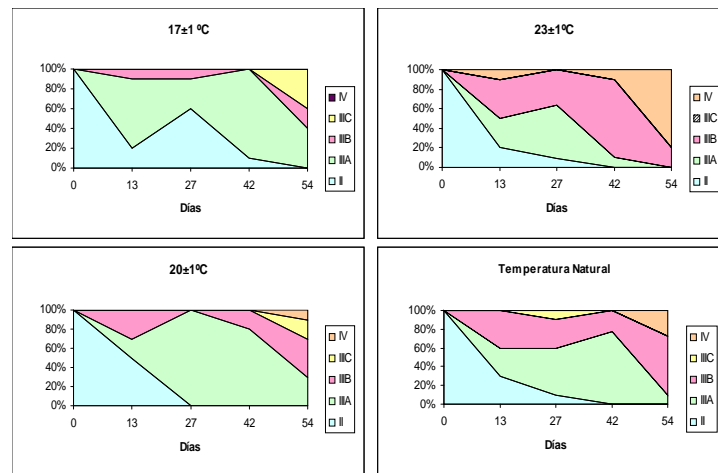 17±1 ºC
100%
80%
60%
40%
20%
0%
0 13 27 42 54
Días
IV
IIIC
IIIB
IIIA
II
23±1ºC
100%
80%
60%
40%
20%
0%
0 13 27 42 54
Días
IV
IIIC
IIIB
IIIA
II
20±1ºC
100%
80%
60%
40%
20%
0%
0 13 27 42 54
Días
IV
IIIC
IIIB
IIIA
II
Temperatura Natural
100%
80%
60%
40%
20%
0%
0 13 27 42 54
Días
IV
IIIC
IIIB
IIIA
II